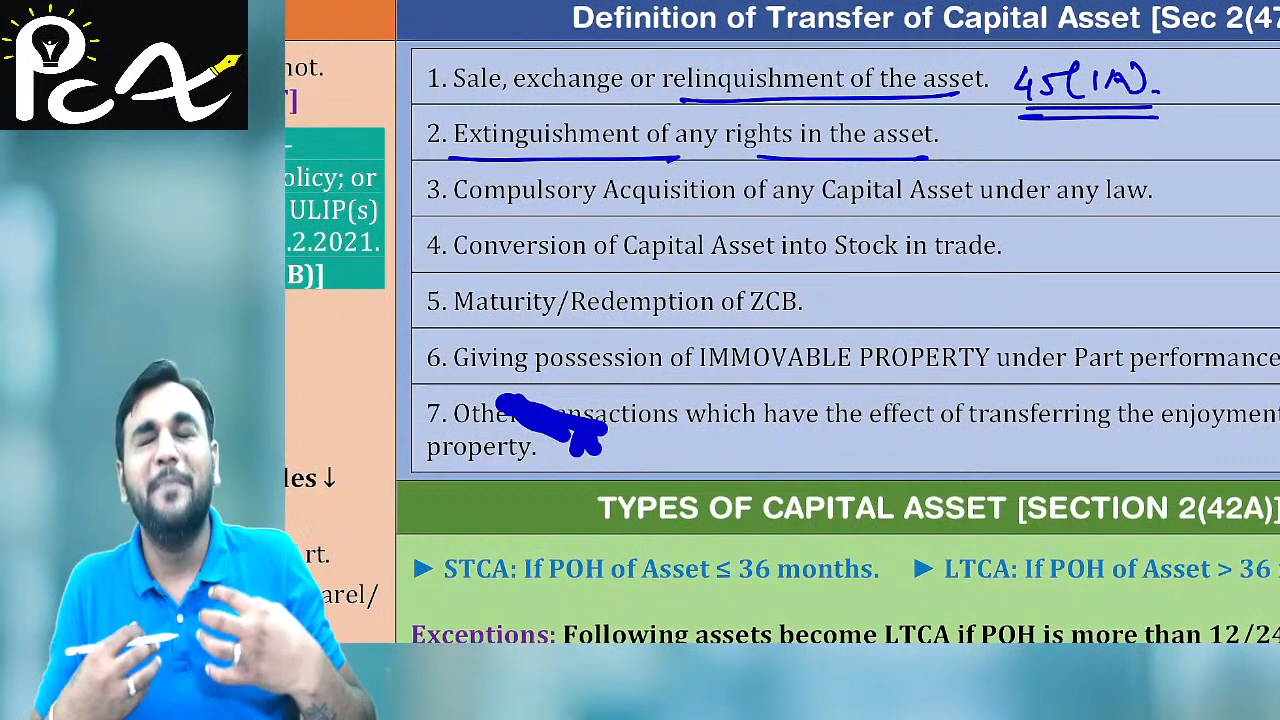 PCA
not.
]
olicy; or
ULIP(s)
.2.2021.
B)]
les↓
rt.
arel/
Definition of Transfer of Capital Asset [Sec 2(47
1. Sale, exchange or relinquishment of the asset. 45(1A).
2. Extinguishment of any rights in the asset.
3. Compulsory Acquisition of any Capital Asset under any law.
4. Conversion of Capital Asset into Stock in trade.
5. Maturity/Redemption of ZCB.
6. Giving possession of IMMOVABLE PROPERTY under Part performance
7. Othe nsactions which have the effect of transferring the enjoyment
property.
TYPES OF CAPITAL ASSET [SECTION 2(42A)]
► STCA: If POH of Asset ≤ 36 months. ► LTCA: If POH of Asset > 36
Exceptions: Following assets become LTCA if POH is more than 12/24